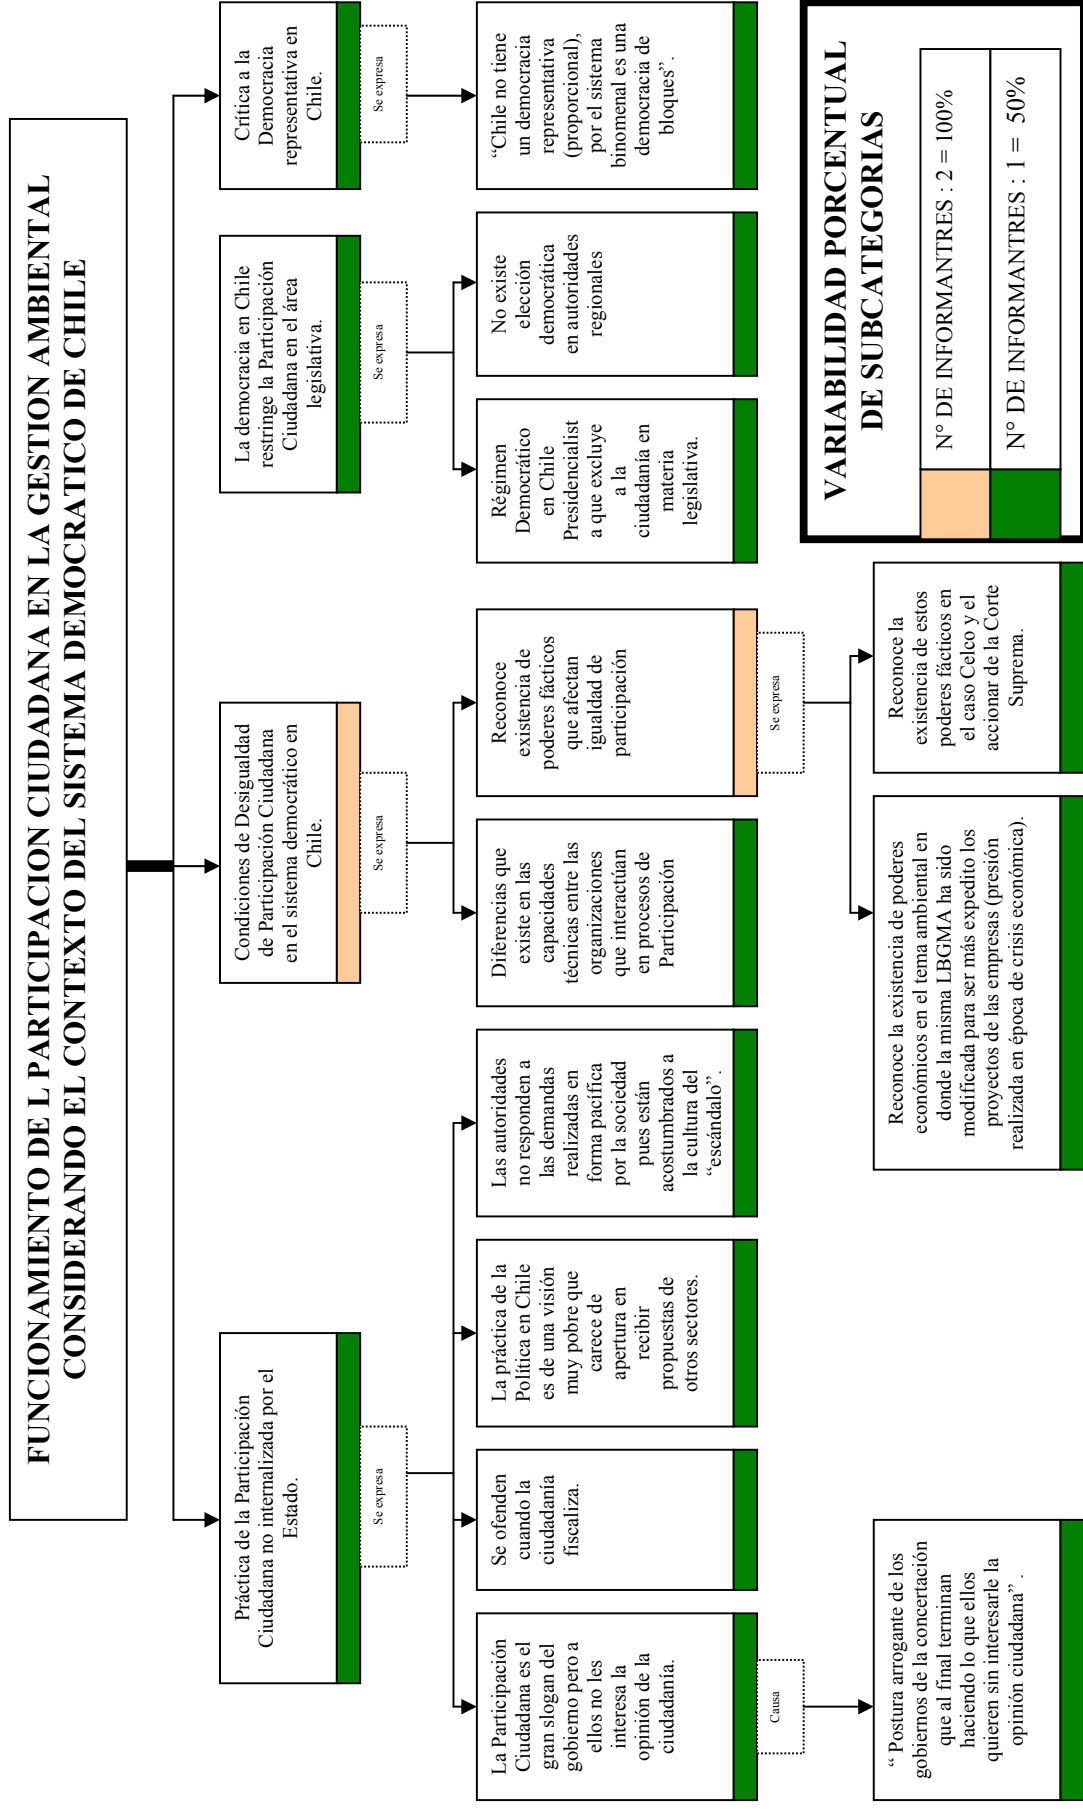 FUNCIONAMIENTO DE L PARTICIPACION CIUDADANA EN LA GESTION AMBIENTAL
CONSIDERANDO EL CONTEXTO DEL SISTEMA DEMOCRATICO DE CHILE
Práctica de la Participación
Ciudadana no internalizada por el
Estado.
Condiciones de Desigualdad
de Participación Ciudadana
en el sistema democrático en
Chile.
La democracia en Chile
restringe la Participación
Ciudadana en el área
legislativa.
Crítica a la
Democracia
representativa en
Chile.
Se expresa
Se expresa
Se expresa
Se expresa
La Participación
Ciudadana es el
gran slogan del
gobierno pero a
ellos no les
interesa la
opinión de la
ciudadanía.
Se ofenden
cuando la
ciudadanía
fiscaliza.
La práctica de la
Política en Chile
es de una visión
muy pobre que
carece de
apertura en
recibir
propuestas de
otros sectores.
Las autoridades
no responden a
las demandas
realizadas en
forma pacífica
por la sociedad
pues están
acostumbrados a
la cultura del
“escándalo”.
Diferencias que
existe en las
capacidades
técnicas entre las
organizaciones
que interactúan
en procesos de
Participación
Reconoce
existencia de
poderes fácticos
que afectan
igualdad de
participación
Régimen
Democrático
en Chile
Presidencialist
a que excluye
a la
ciudadanía en
materia
legislativa.
No existe
elección
democrática
en autoridades
regionales
“Chile no tiene
un democracia
representativa
(proporcional),
por el sistema
binomenal es una
democracia de
bloques”.
Causa
Se expresa
“ Postura arrogante de los
gobiernos de la concertación
que al final terminan
haciendo lo que ellos
quieren sin interesarle la
opinión ciudadana” .
Reconoce la existencia de poderes
económicos en el tema ambiental en
donde la misma LBGMA ha sido
modificada para ser más expedito los
proyectos de las empresas (presión
realizada en época de crisis económica).
Reconoce la
existencia de estos
poderes fácticos en
el caso Celco y el
accionar de la Corte
Suprema.
VARIABILIDAD PORCENTUAL
DE SUBCATEGORIAS
N° DE INFORMANTRES : 2 = 100%
N° DE INFORMANTRES : 1 = 50%